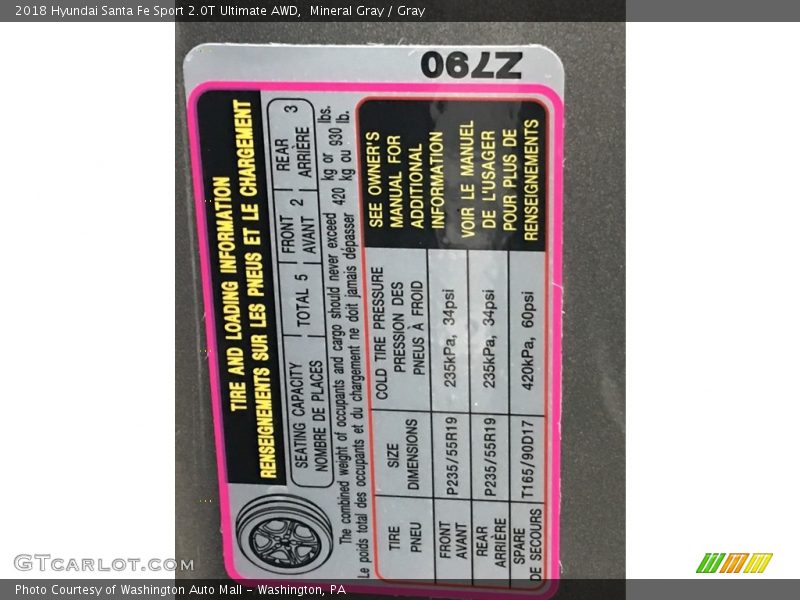 2018 Hyundai Santa Fe Sport 2.0T Ultimate AWD,  Mineral Gray / Gray
Z790
TIRE AND LOADING INFORMATION
RENSEIGNEMENTS SUR LES PNEUS ET LE CHARGEMENT
SEATING CAPACITY
NOMBRE DE PLACES
TOTAL 5
FRONT
AVANT
2
REAR
ARRIÈRE
3
The combined weight of occupants and cargo should never exceed 420 kg or 930 lbs.
Le poids total des occupants et du chargement ne doit jamais dépasser 420 kg ou 930 lb.
TIRE
PNEU
SIZE
DIMENSIONS
COLD TIRE PRESSURE
PRESSION DES
PNEUS À FROID
SEE OWNER'S
MANUAL FOR
ADDITIONAL
INFORMATION
VOIR LE MANUEL
DE L'USAGER
POUR PLUS DE
RENSEIGNEMENTS
FRONT
AVANT
P235/55R19
235kPa, 34psi
REAR
ARRIÈRE
P235/55R19
235kPa, 34psi
SPARE
DE SECOURS
T165/90D17
420kPa, 60psi
GTcarlot.com
Photo Courtesy of Washington Auto Mall - Washington, PA